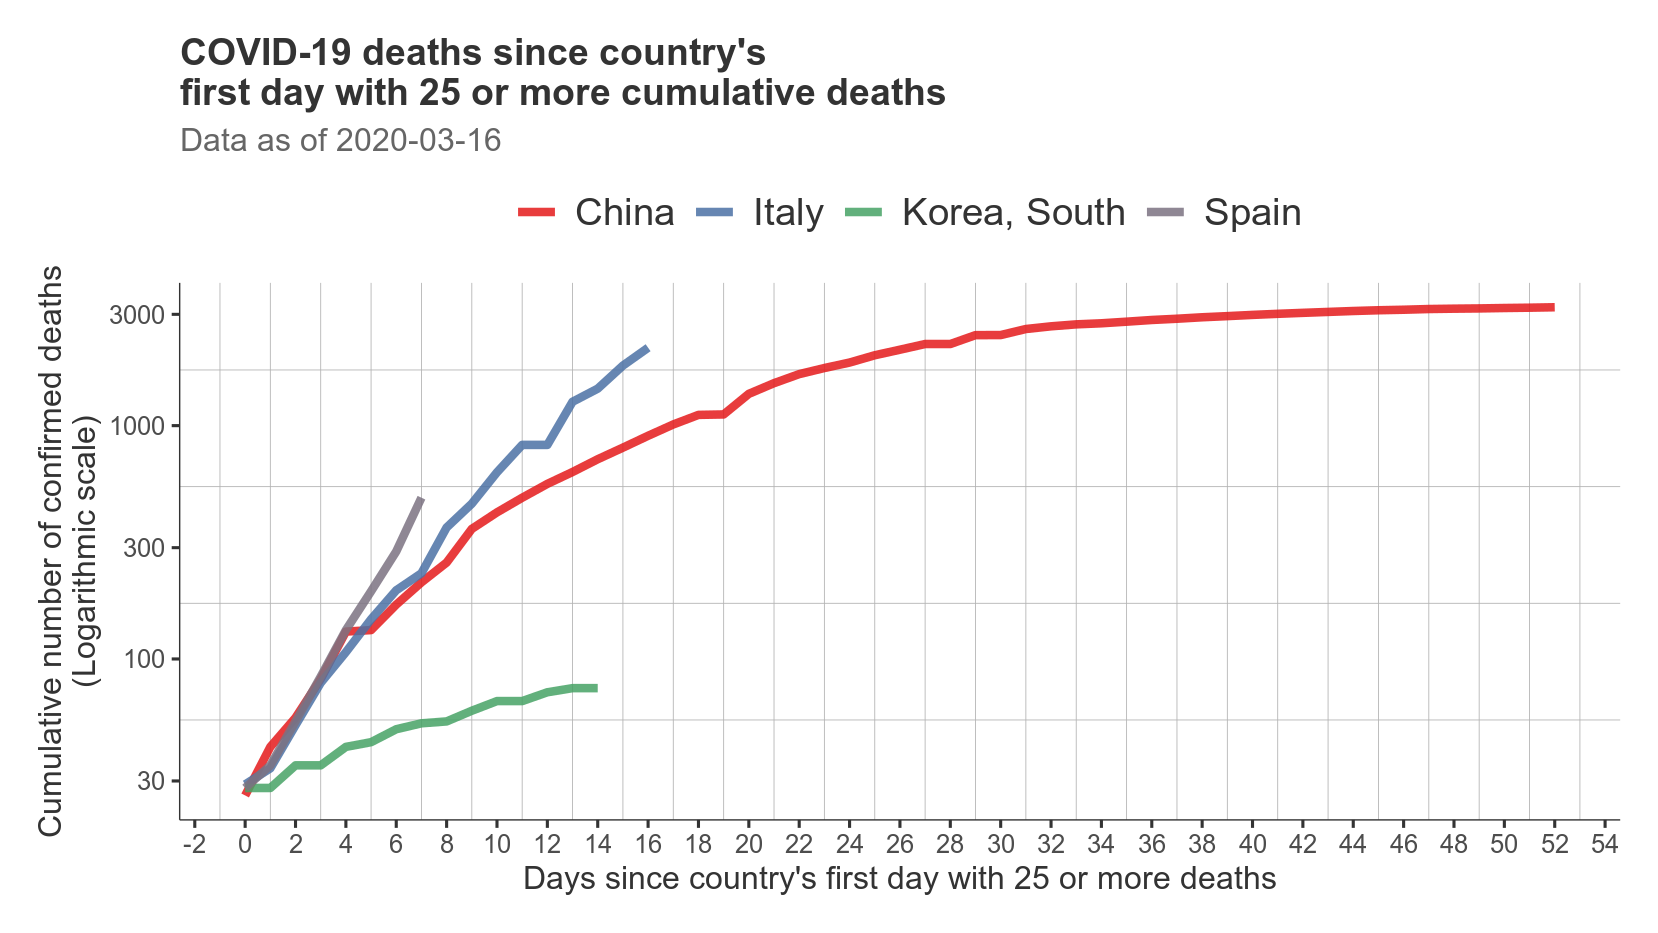 COVID-19 deaths since country's
first day with 25 or more cumulative deaths
Data as of 2020-03-16
China Italy Korea, South Spain
Cumulative number of confirmed deaths
(Logarithmic scale)
3000
1000
300
100
30
-2 0 2 4 6 8 10 12 14 16 18 20 22 24 26 28 30 32 34 36 38 40 42 44 46 48 50 52 54
Days since country's first day with 25 or more deaths